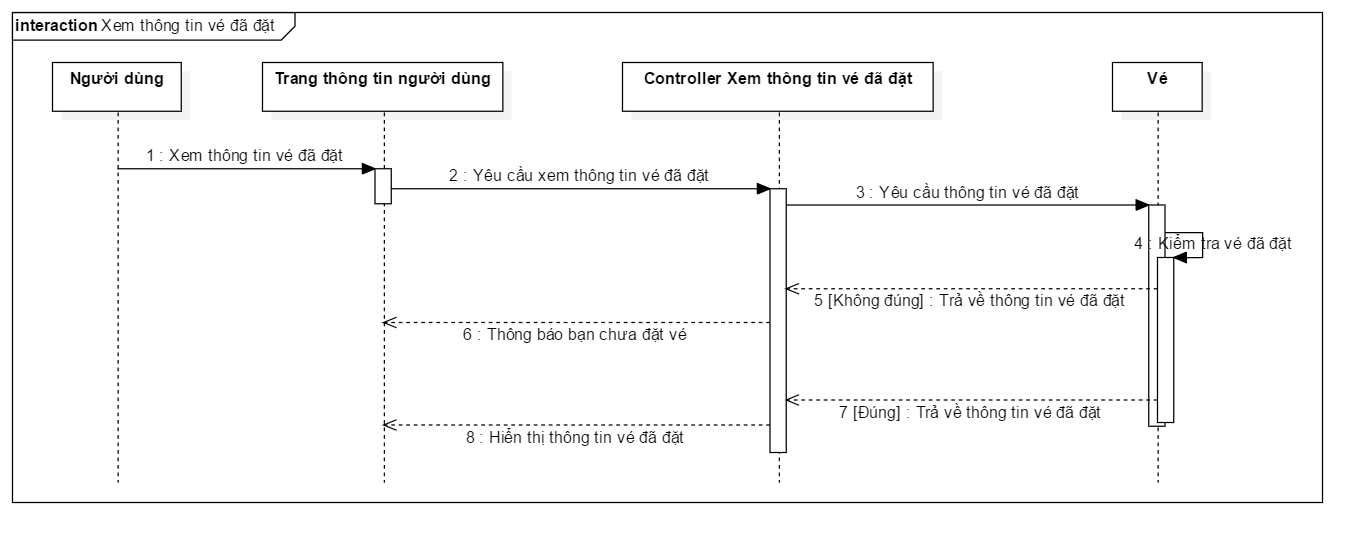 interaction Xem thông tin vé đã đặt
Người dùng
Trang thông tin người dùng
Controller Xem thông tin vé đã đặt
Vé
1 : Xem thông tin vé đã đặt
2 : Yêu cầu xem thông tin vé đã đặt
3 : Yêu cầu thông tin vé đã đặt
4 : Kiểm tra vé đã đặt
5 [Không đúng] : Trả về thông tin vé đã đặt
6 : Thông báo bạn chưa đặt vé
7 [Đúng] : Trả về thông tin vé đã đặt
8 : Hiển thị thông tin vé đã đặt